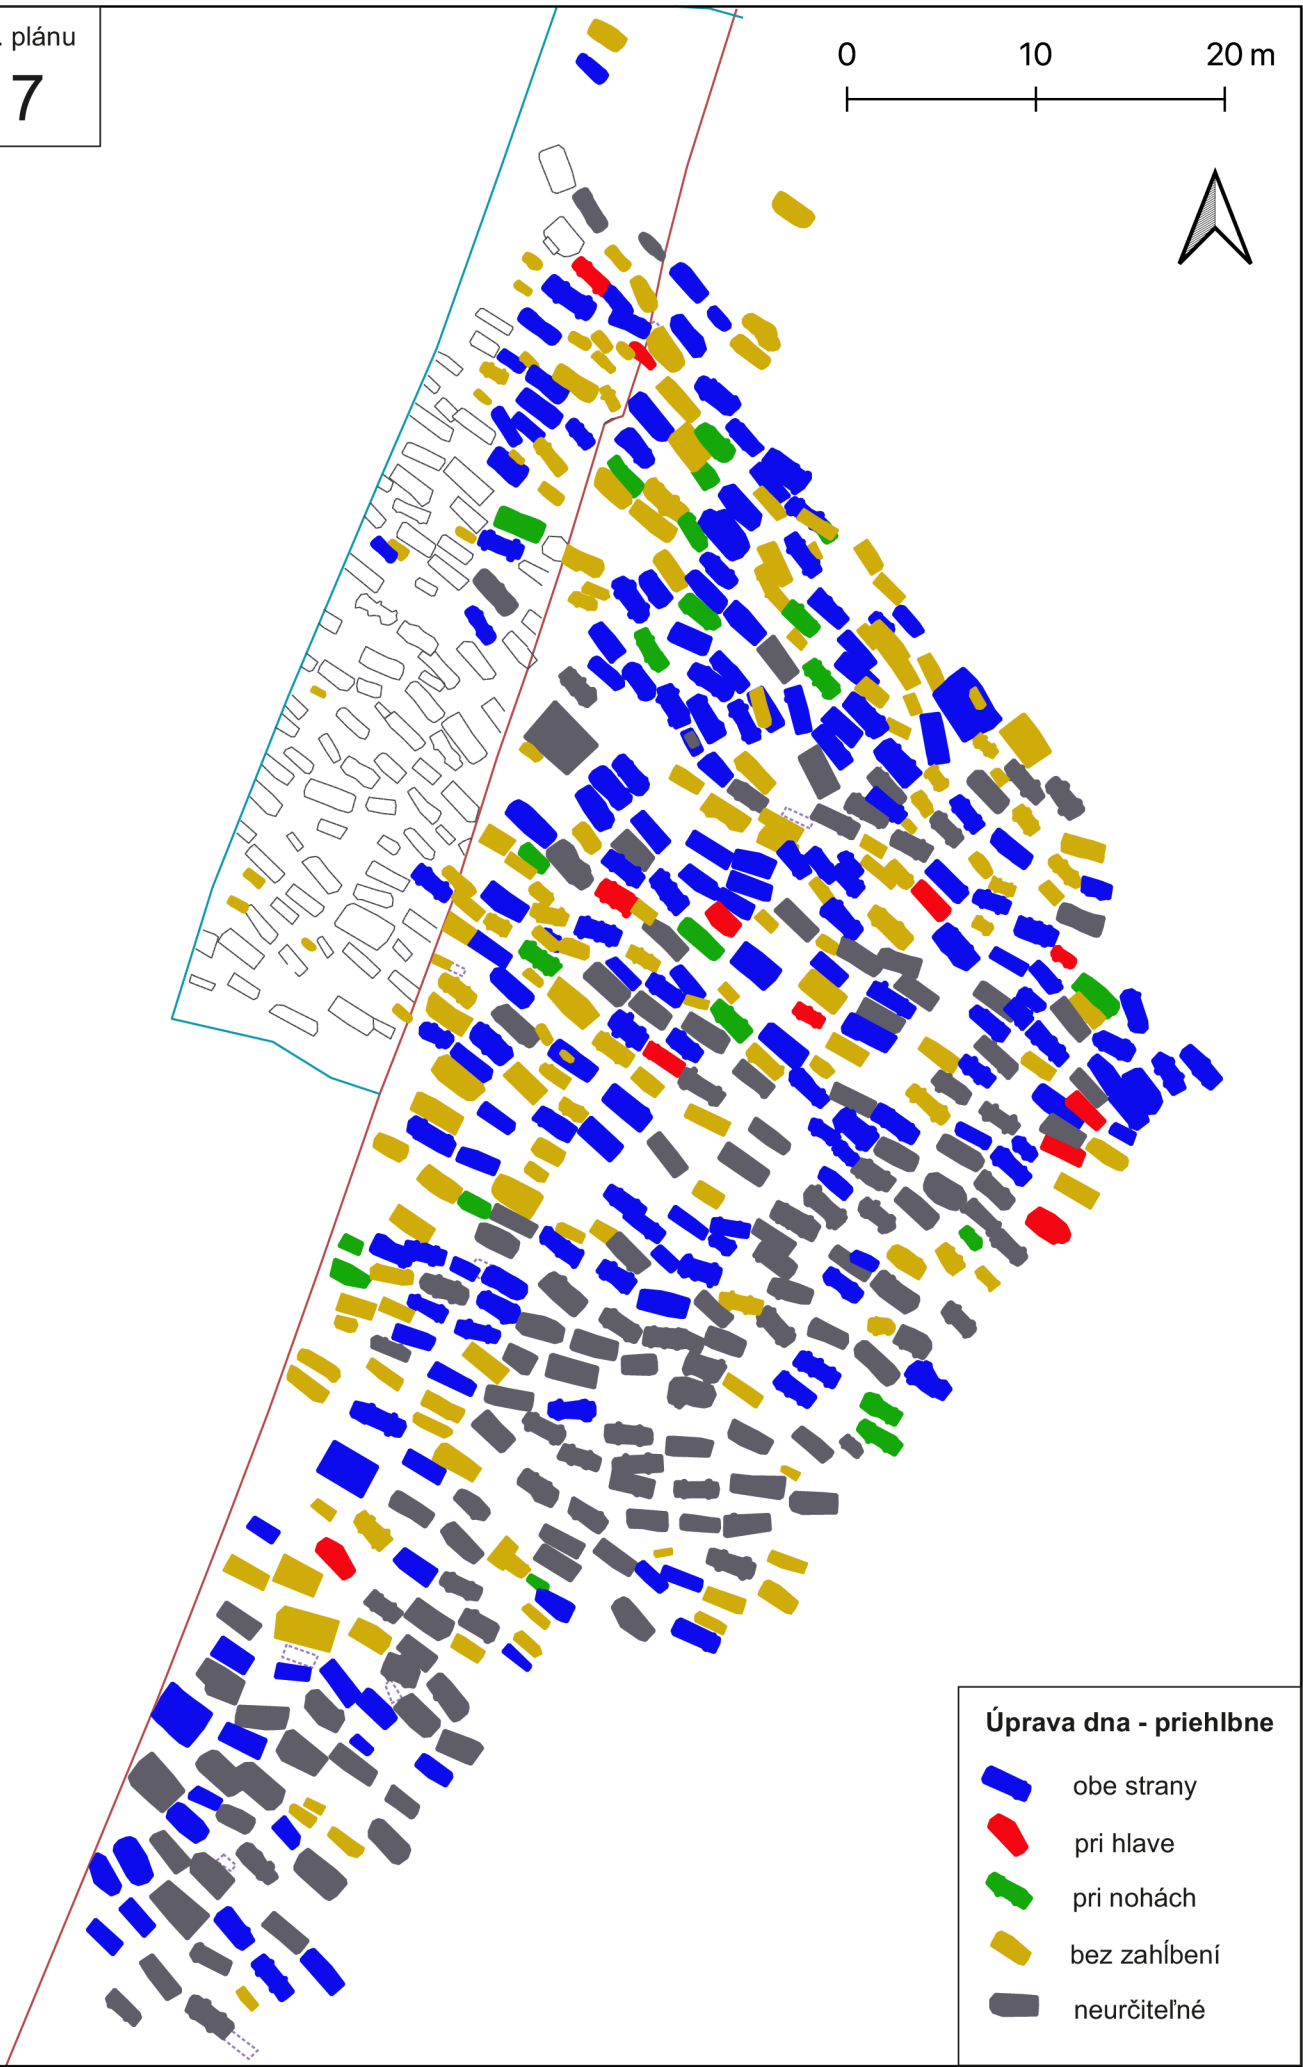 . plánu
7
0 10 20 m
Úprava dna - priehlbne
obe strany
pri hlave
pri nohách
bez zahĺbení
neurčiteľné